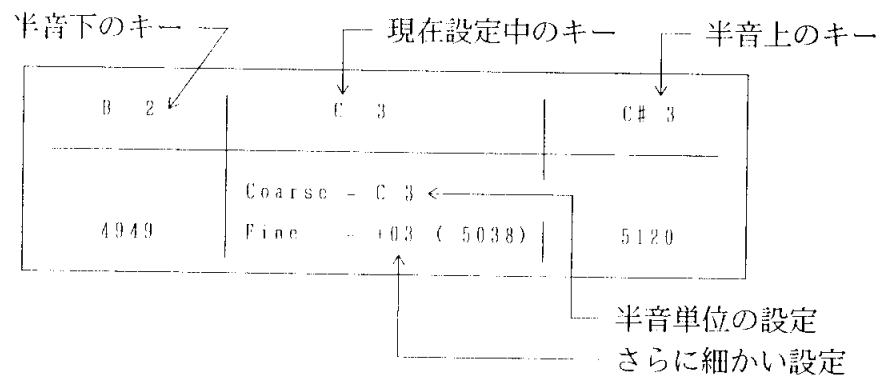 半音下のキー 現在設定中のキー 半音上のキー
B 2 C 3 C# 3
Coarse - C 3
4949 Fine - +03 ( 5038) 5120
半音単位の設定
さらに細かい設定